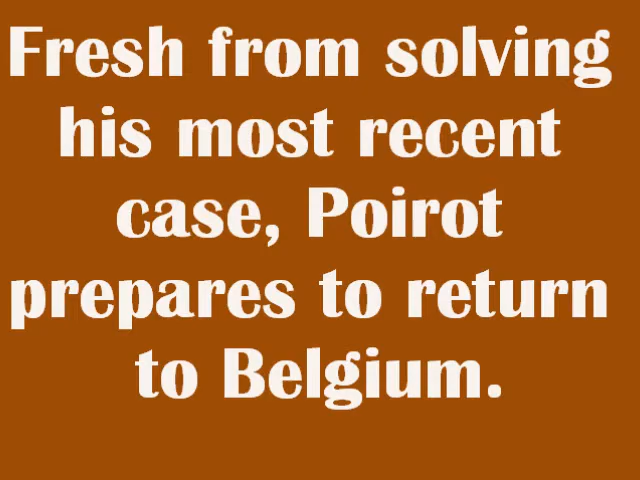 Fresh from solving
his most recent
case, Poirot
prepares to return
to Belgium.